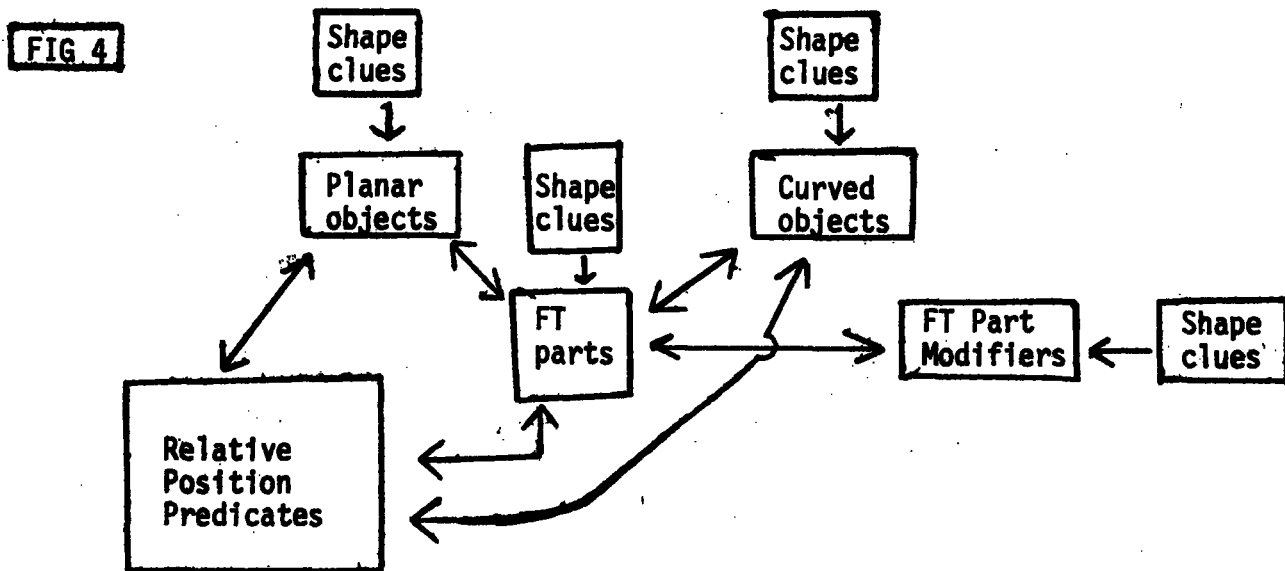 FIG 4
Shape
clues
Shape
clues
Planar
objects
Shape
clues
Curved
objects
FT
parts
FT Part
Modifiers
Shape
clues
Relative
Position
Predicates